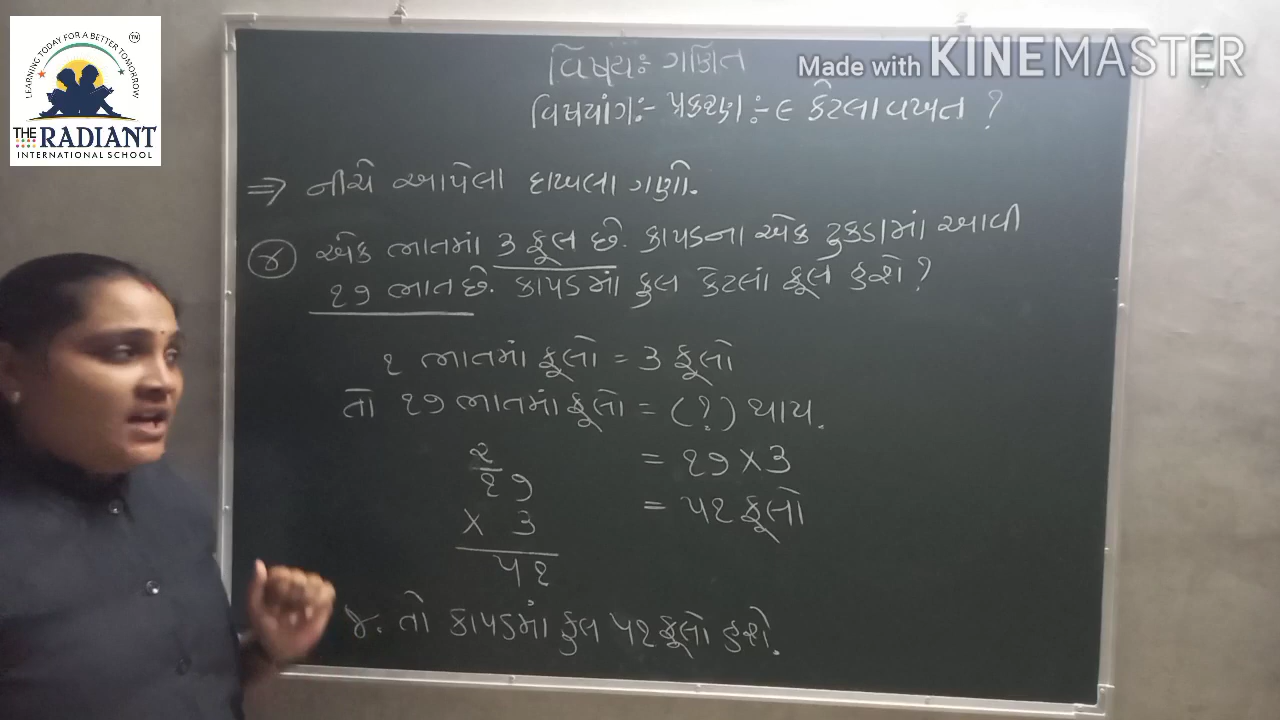 LEARNING TODAY FOR A BETTER TOMORROW
TM
THE RADIANT
INTERNATIONAL SCHOOL
Made with KINEMASTER
વિષય:- ગણિત
વિષયાંગ:- પ્રકરણ:- ૯ કેટલા વખત ?
⇒ નીચે આપેલા દાખલા ગણો.
૪ એક ભાતમાં ૩ ફૂલ છે. કાપડના એક ટુકડામાં આવી
૧૭ ભાત છે. કાપડમાં કુલ કેટલાં ફૂલ હશે ?
૧ ભાતમાં ફૂલો = ૩ ફૂલો
તો ૧૭ ભાતમાં ફૂલો = (?) થાય.
૨
૧૭
× ૩
૫૧
= ૧૭ × ૩
= ૫૧ ફૂલો
જ. તો કાપડમાં કુલ ૫૧ ફૂલો હશે.